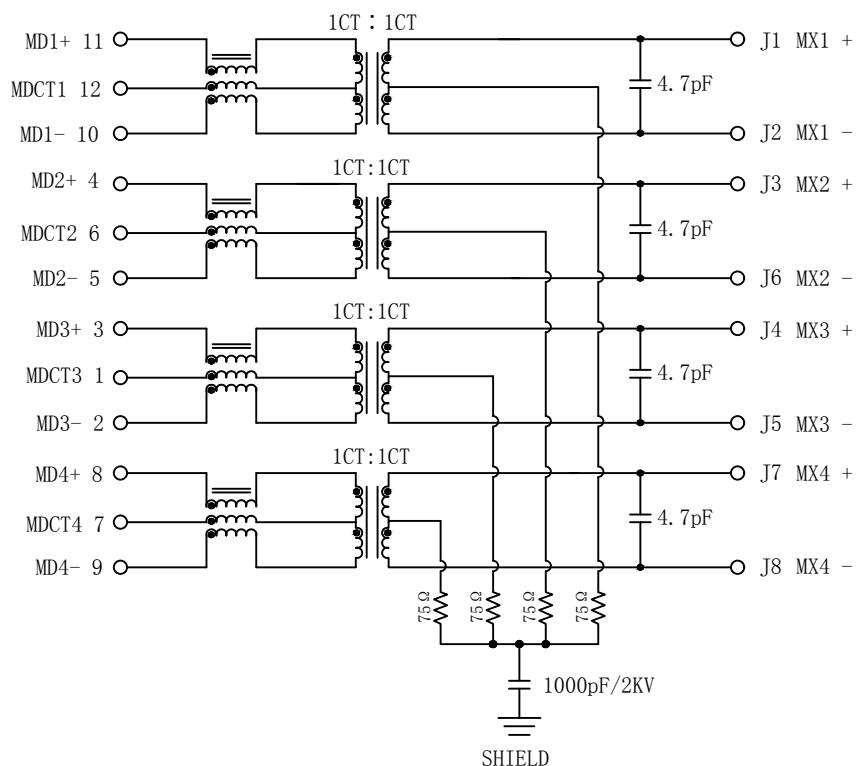 1CT : 1CT
MD1+ 11
J1 MX1 +
MDCT1 12
4.7pF
MD1- 10
J2 MX1 -
1CT:1CT
MD2+ 4
J3 MX2 +
MDCT2 6
4.7pF
MD2- 5
J6 MX2 -
1CT:1CT
MD3+ 3
J4 MX3 +
MDCT3 1
4.7pF
MD3- 2
J5 MX3 -
1CT:1CT
MD4+ 8
J7 MX4 +
MDCT4 7
4.7pF
MD4- 9
J8 MX4 -
75Ω
75Ω
75Ω
75Ω
1000pF/2KV
SHIELD